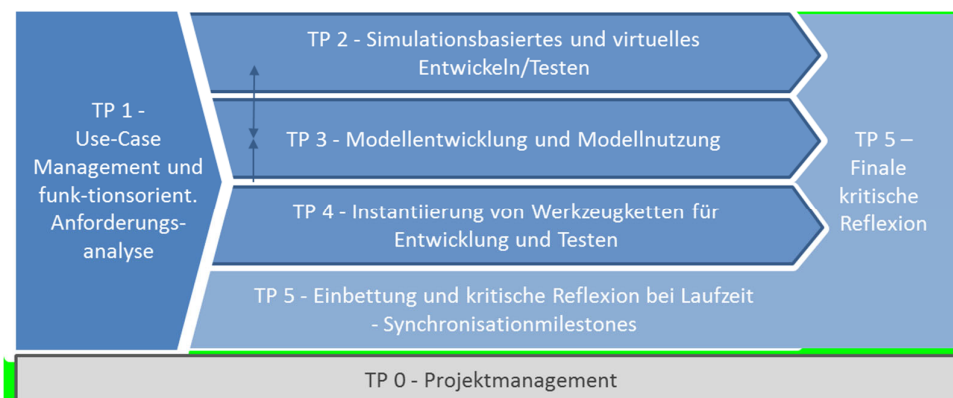 TP 1 -
Use-Case
Management und
funk-tionsorient.
Anforderungs-
analyse
TP 2 - Simulationsbasiertes und virtuelles
Entwickeln/Testen
TP 3 - Modellentwicklung und Modellnutzung
TP 4 - Instantiierung von Werkzeugketten für
Entwicklung und Testen
TP 5 - Einbettung und kritische Reflexion bei Laufzeit
- Synchronisationmilestones
TP 5 –
Finale
kritische
Reflexion
TP 0 - Projektmanagement